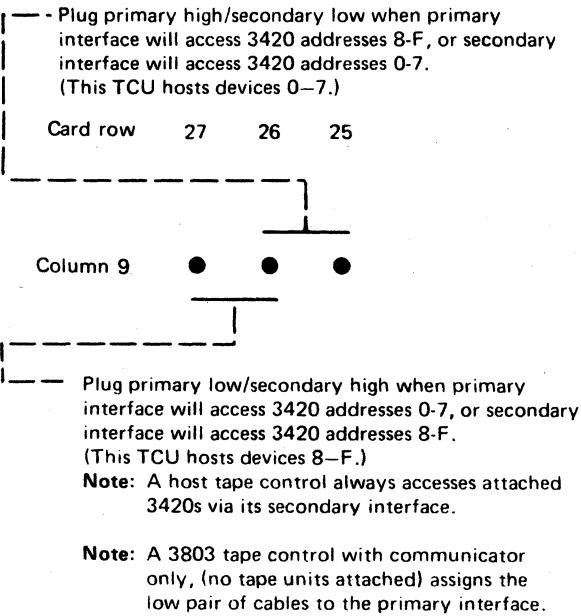 - Plug primary high/secondary low when primary
interface will access 3420 addresses 8-F, or secondary
interface will access 3420 addresses 0-7.
(This TCU hosts devices 0–7.)
Card row 27 26 25
Column 9
Plug primary low/secondary high when primary
interface will access 3420 addresses 0-7, or secondary
interface will access 3420 addresses 8-F.
(This TCU hosts devices 8–F.)
Note: A host tape control always accesses attached
3420s via its secondary interface.
Note: A 3803 tape control with communicator
only, (no tape units attached) assigns the
low pair of cables to the primary interface.